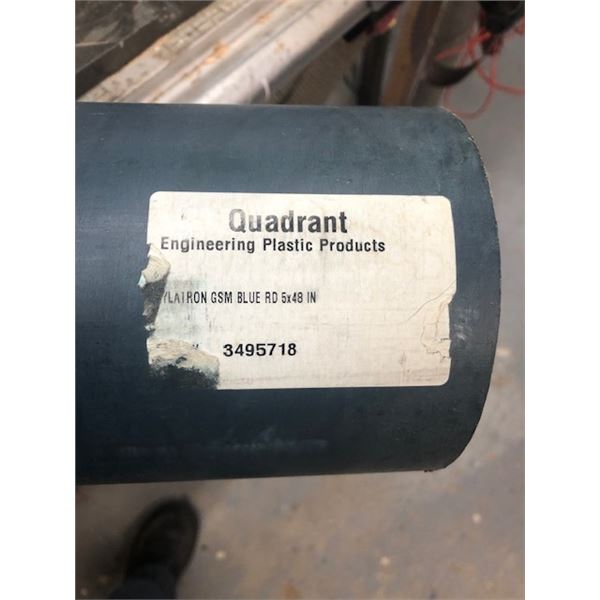 Quadrant
Engineering Plastic Products
YLATRON GSM BLUE RD 5x48 IN
3495718